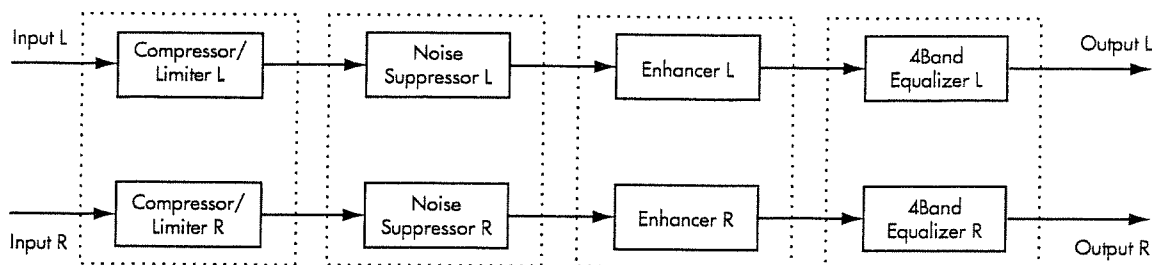 Input L
Compressor/
Limiter L
Noise
Suppressor L
Enhancer L
4Band
Equalizer L
Output L
Input R
Compressor/
Limiter R
Noise
Suppressor R
Enhancer R
4Band
Equalizer R
Output R